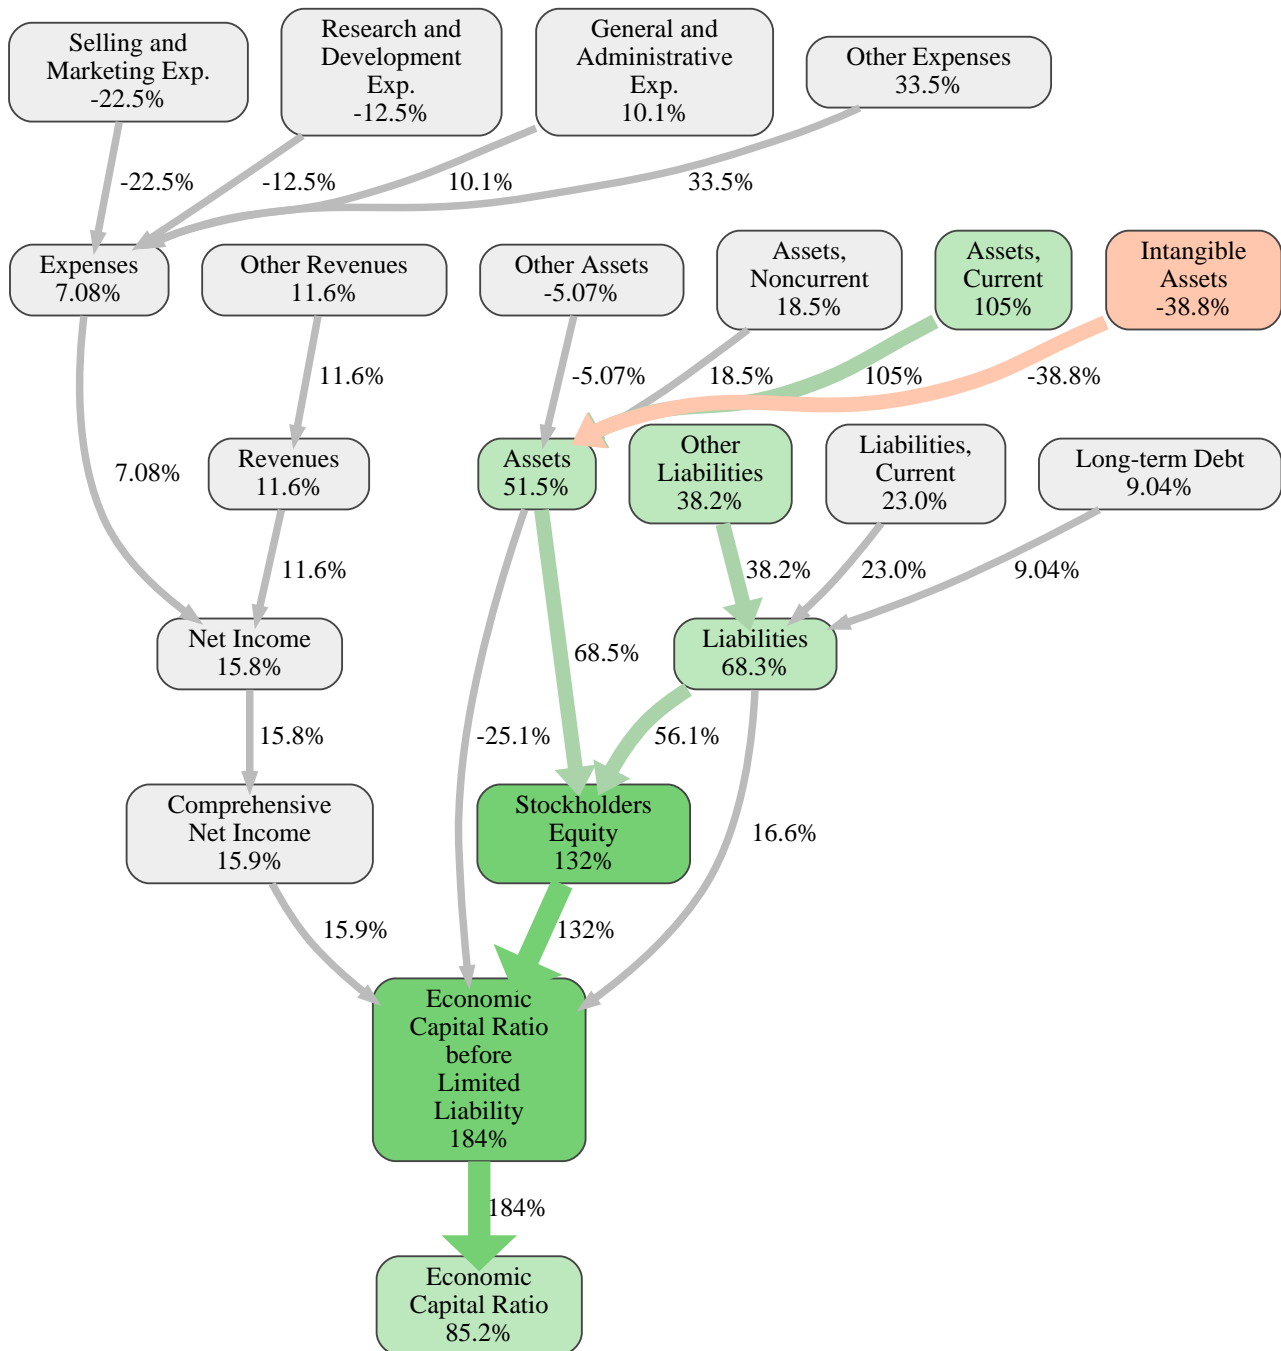 Selling and
Marketing Exp.
-22.5%
Research and
Development
Exp.
-12.5%
General and
Administrative
Exp.
10.1%
Other Expenses
33.5%
-22.5%
-12.5%
10.1%
33.5%
Expenses
7.08%
Other Revenues
11.6%
Other Assets
-5.07%
Assets,
Noncurrent
18.5%
Assets,
Current
105%
Intangible
Assets
-38.8%
11.6%
-5.07%
18.5%
105%
-38.8%
7.08%
Revenues
11.6%
Assets
51.5%
Other
Liabilities
38.2%
Liabilities,
Current
23.0%
Long-term Debt
9.04%
11.6%
38.2%
23.0%
9.04%
Net Income
15.8%
68.5%
Liabilities
68.3%
15.8%
-25.1%
56.1%
Comprehensive
Net Income
15.9%
Stockholders
Equity
132%
16.6%
15.9%
132%
Economic
Capital Ratio
before
Limited
Liability
184%
184%
Economic
Capital Ratio
85.2%